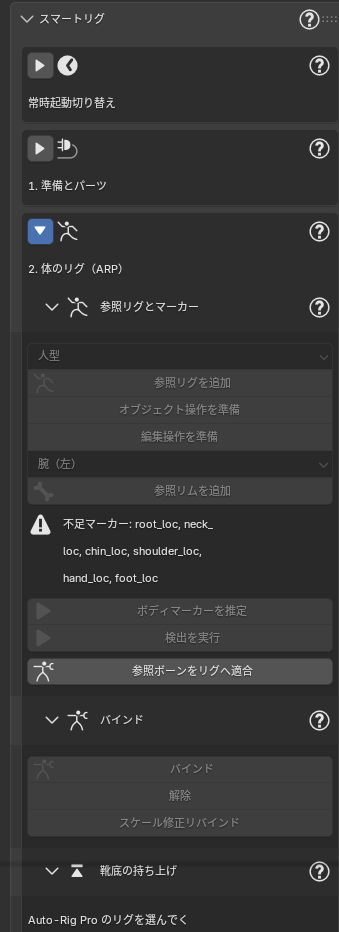 スマートリグ
常時起動切り替え
1. 準備とパーツ
2. 体のリグ（ARP）
参照リグとマーカー
人型
参照リグを追加
オブジェクト操作を準備
編集操作を準備
腕（左）
参照リムを追加
不足マーカー: root_loc, neck_
loc, chin_loc, shoulder_loc,
hand_loc, foot_loc
ボディマーカーを推定
検出を実行
参照ボーンをリグへ適合
バインド
バインド
解除
スケール修正リバインド
靴底の持ち上げ
Auto-Rig Pro のリグを選んでく